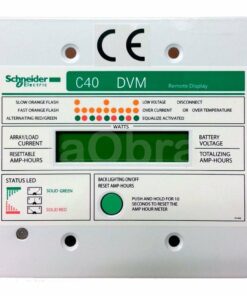 CE
Schneider
Electric
C40 DVM
Remote Display
SLOW ORANGE FLASH
LOW VOLTAGE DISCONNECT
FAST ORANGE FLASH
OVER CURRENT OR OVER TEMPERATURE
ALTERNATING RED/GREEN
EQUALIZE ACTIVATED
WATTS
ARRAY/LOAD
CURRENT
BATTERY
VOLTAGE
aObra
RESETTABLE
AMP-HOURS
TOTALIZING
AMP-HOURS
STATUS LED
SOLID GREEN
SOLID RED
BACK LIGHTING ON/OFF
RESET AMP-HOURS
PUSH AND HOLD FOR 10
SECONDS TO RESET THE
AMP HOUR METER